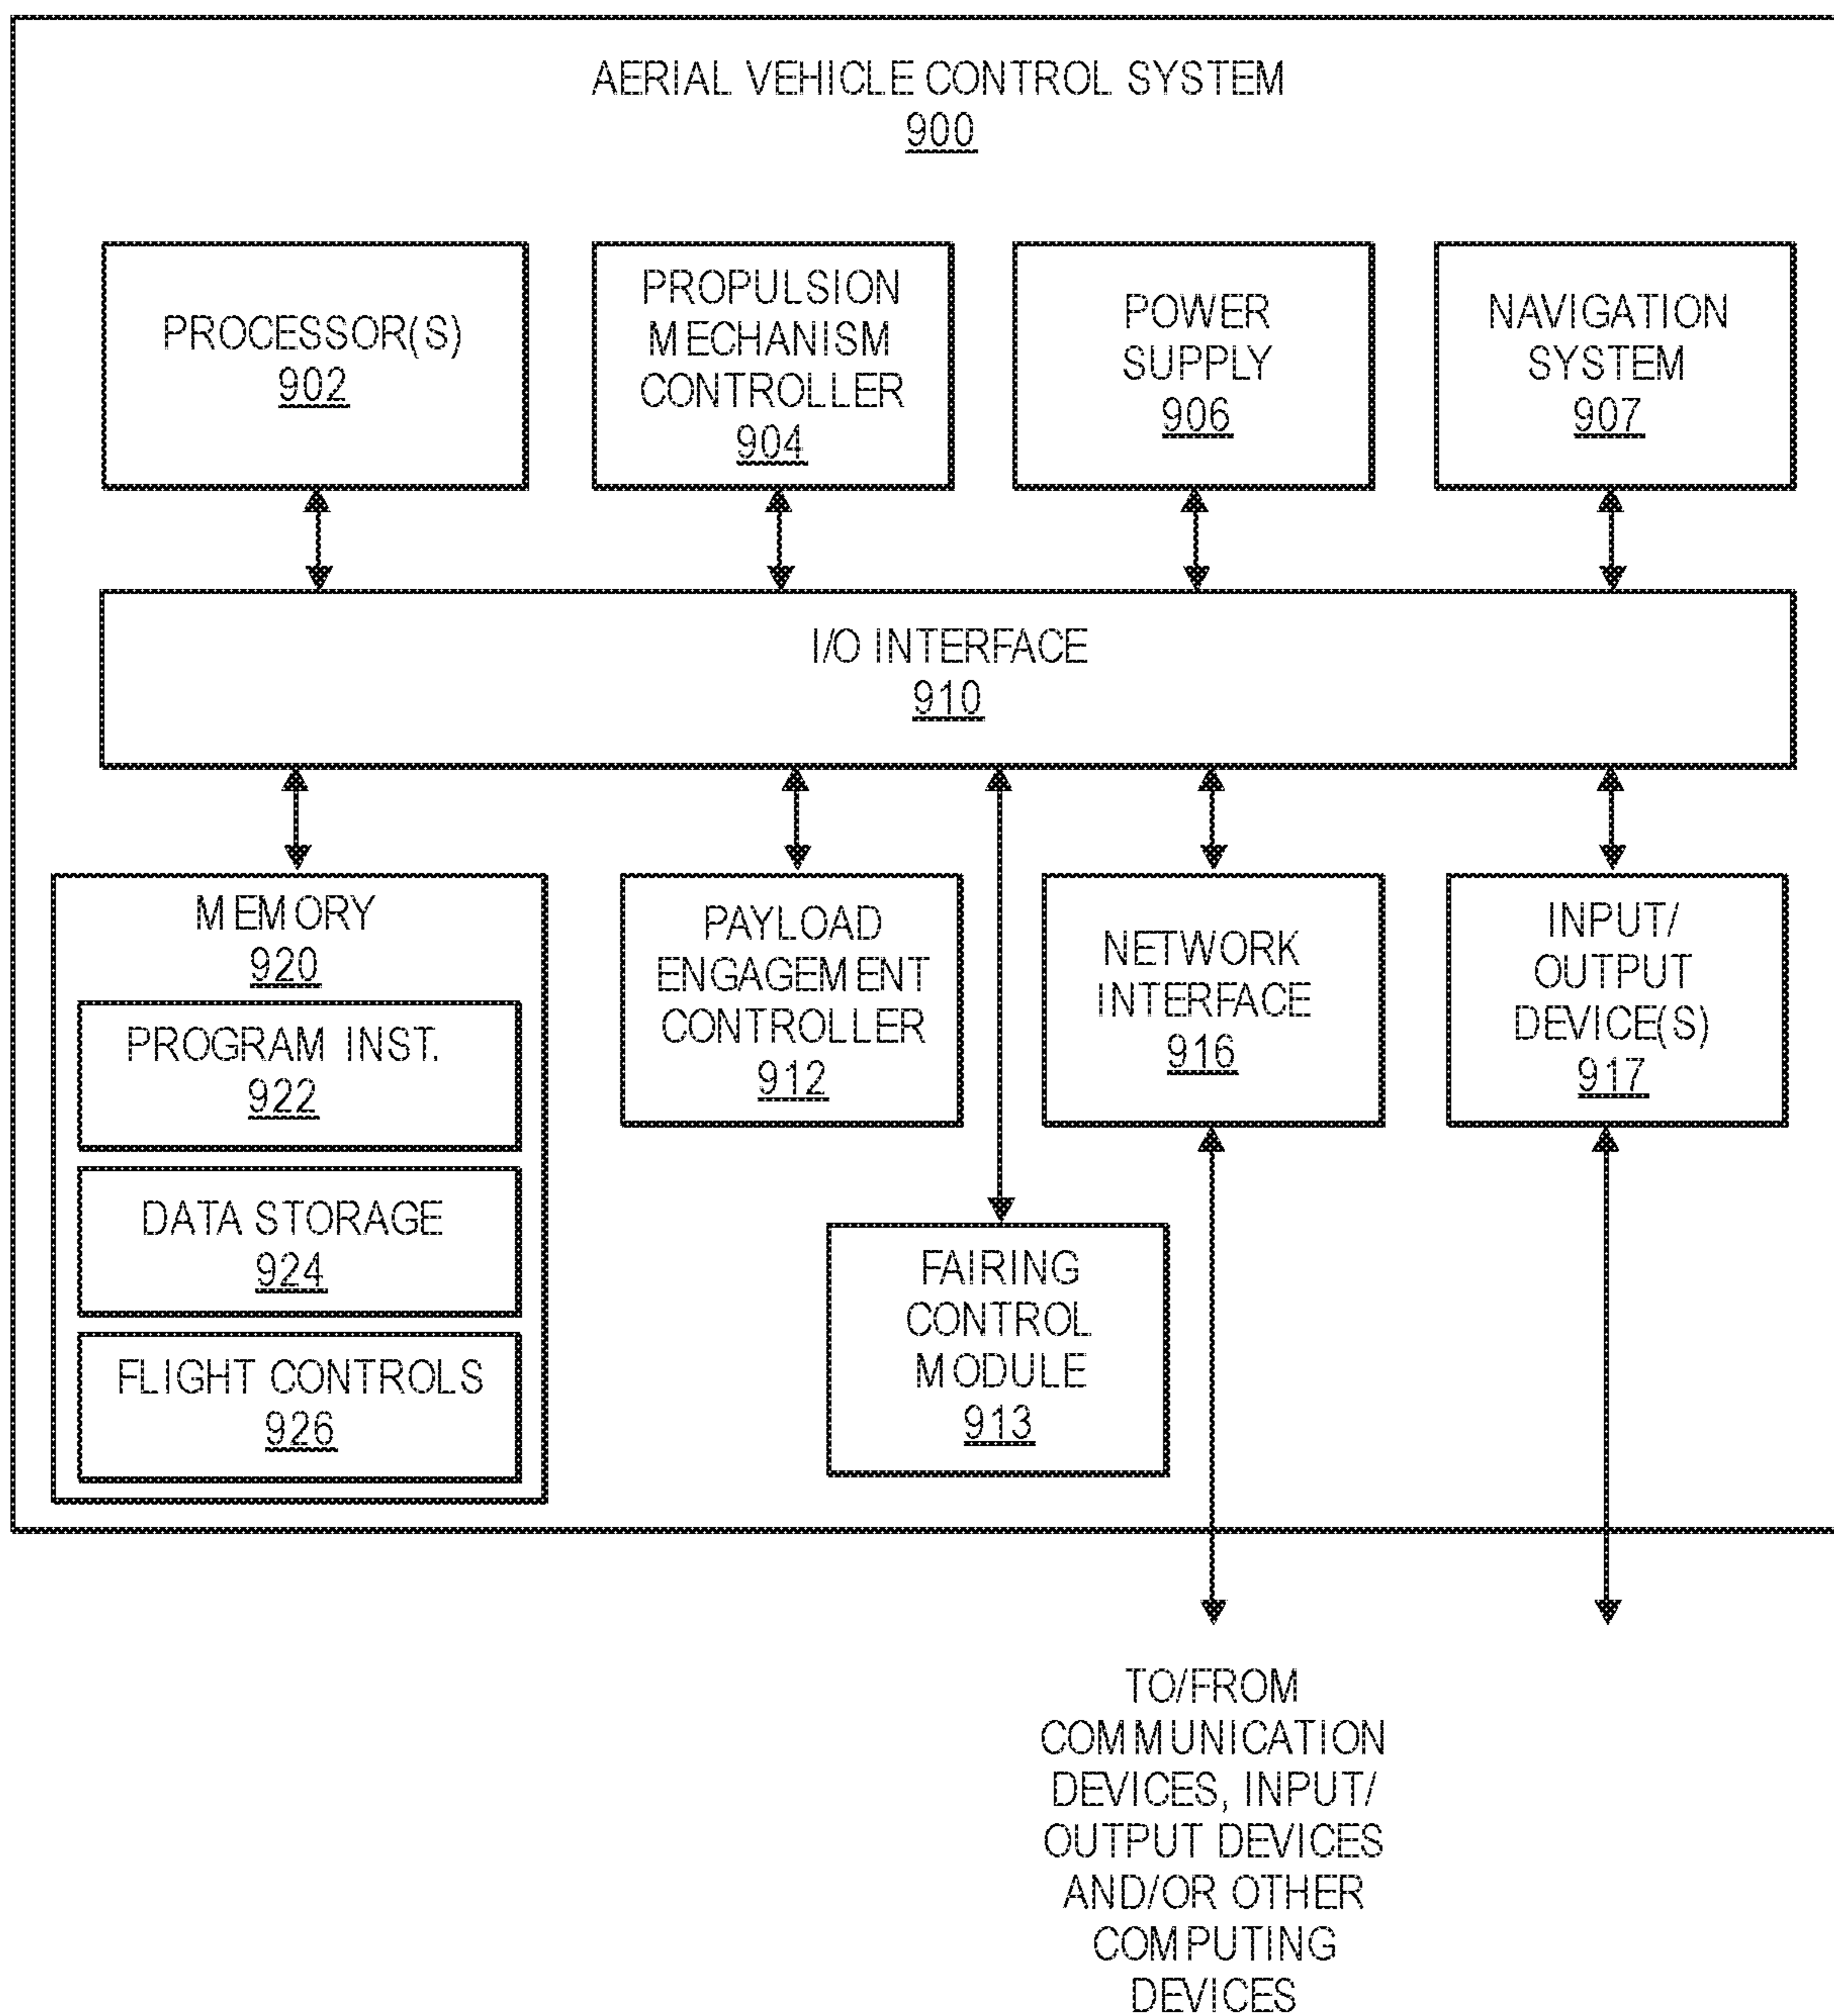 AERIAL VEHICLE CONTROL SYSTEM
900
PROCESSOR(S)
902
PROPULSION
MECHANISM
CONTROLLER
904
POWER
SUPPLY
906
NAVIGATION
SYSTEM
907
I/O INTERFACE
910
MEMORY
920
PROGRAM INST.
922
DATA STORAGE
924
FLIGHT CONTROLS
926
PAYLOAD
ENGAGEMENT
CONTROLLER
912
FAIRING
CONTROL
MODULE
913
NETWORK
INTERFACE
916
INPUT/
OUTPUT
DEVICE(S)
917
TO/FROM
COMMUNICATION
DEVICES, INPUT/
OUTPUT DEVICES
AND/OR OTHER
COMPUTING
DEVICES